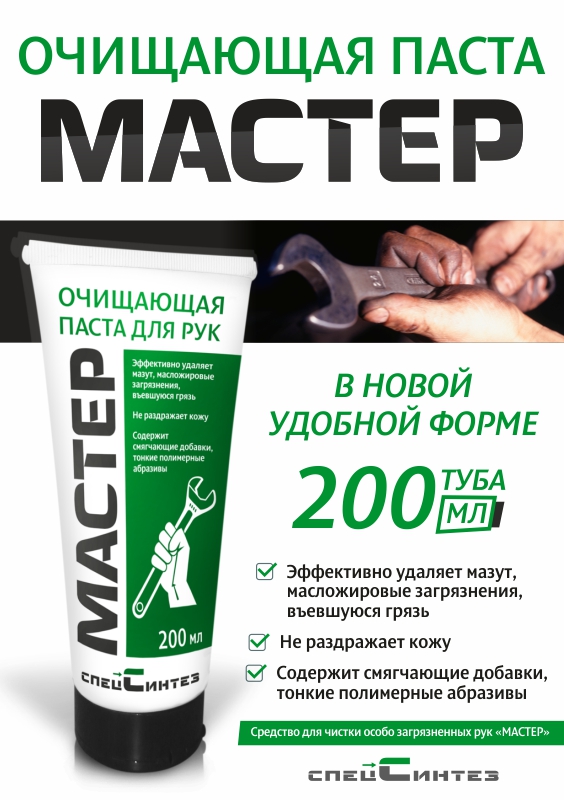 ОЧИЩАЮЩАЯ ПАСТА
МАСТЕР
ОЧИЩАЮЩАЯ
ПАСТА ДЛЯ РУК
МАСТЕР
Эффективно удаляет
мазут, масложировые
загрязнения,
въевшуюся грязь
Не раздражает кожу
Содержит
смягчающие добавки,
тонкие полимерные
абразивы
200 мл
СПЕЦСИНТЕЗ
В НОВОЙ
УДОБНОЙ ФОРМЕ
200 ТУБА
МЛ
Эффективно удаляет мазут,
масложировые загрязнения,
въевшуюся грязь
Не раздражает кожу
Содержит смягчающие добавки,
тонкие полимерные абразивы
Средство для чистки особо загрязненных рук «МАСТЕР»
СПЕЦСИНТЕЗ